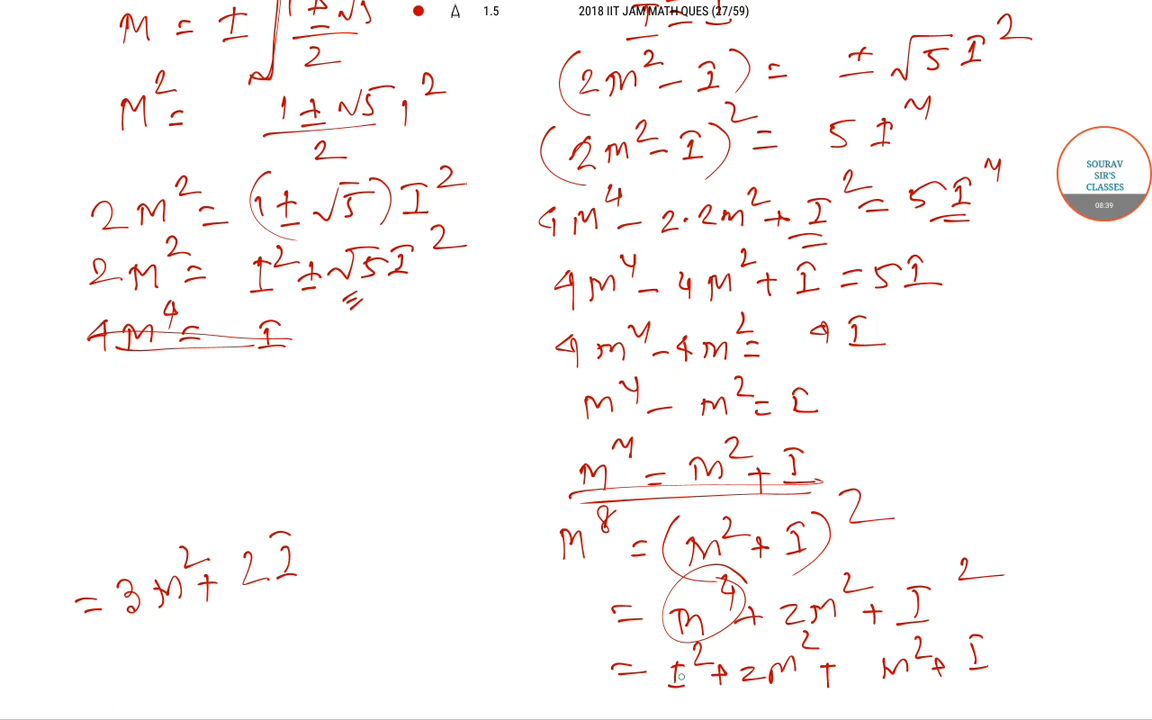 1.5 2018 IIT JAM MATH QUES (27/59)
M = ± √(1 ± √5)/2
M² = (1 ± √5)/2 I²
2M² = (1 ± √5) I²
2M² = I² ± √5 I²
4M⁴ = I
= 3M² + 2I
(2M² - I) = ± √5 I²
(2M² - I)² = 5 I⁴
4M⁴ - 2·2M² + I² = 5 I⁴
4M⁴ - 4M² + I = 5I
4M⁴ - 4M² = 4I
M⁴ - M² = I
M⁴ = M² + I
M⁸ = (M² + I)²
= M⁴ + 2M² + I²
= I² + 2M² + M² + I
SOURAV
SIR'S
CLASSES
08:39